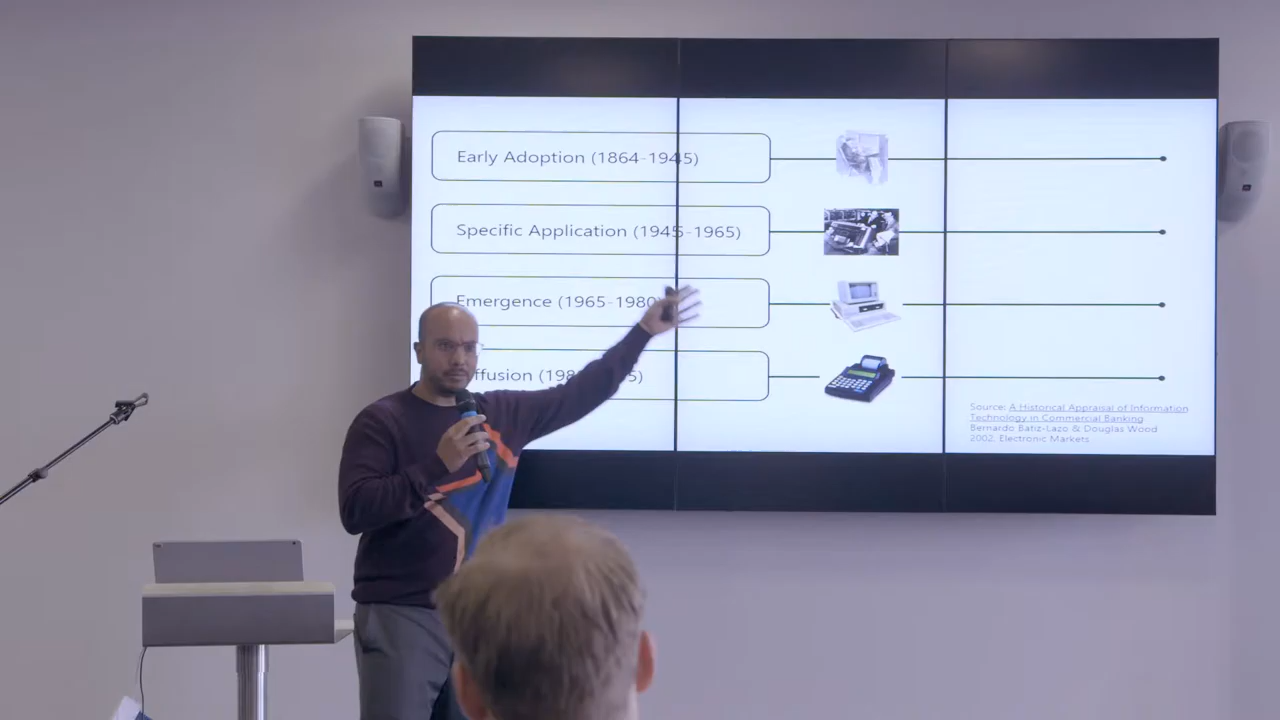 Early Adoption (1864-1945)
Specific Application (1945-1965)
Emergence (1965-1980)
Source: A Historical Appraisal of Information
Technology in Commercial Banking
Bernardo Batiz-Lazo & Douglas Wood
2002, Electronic Markets